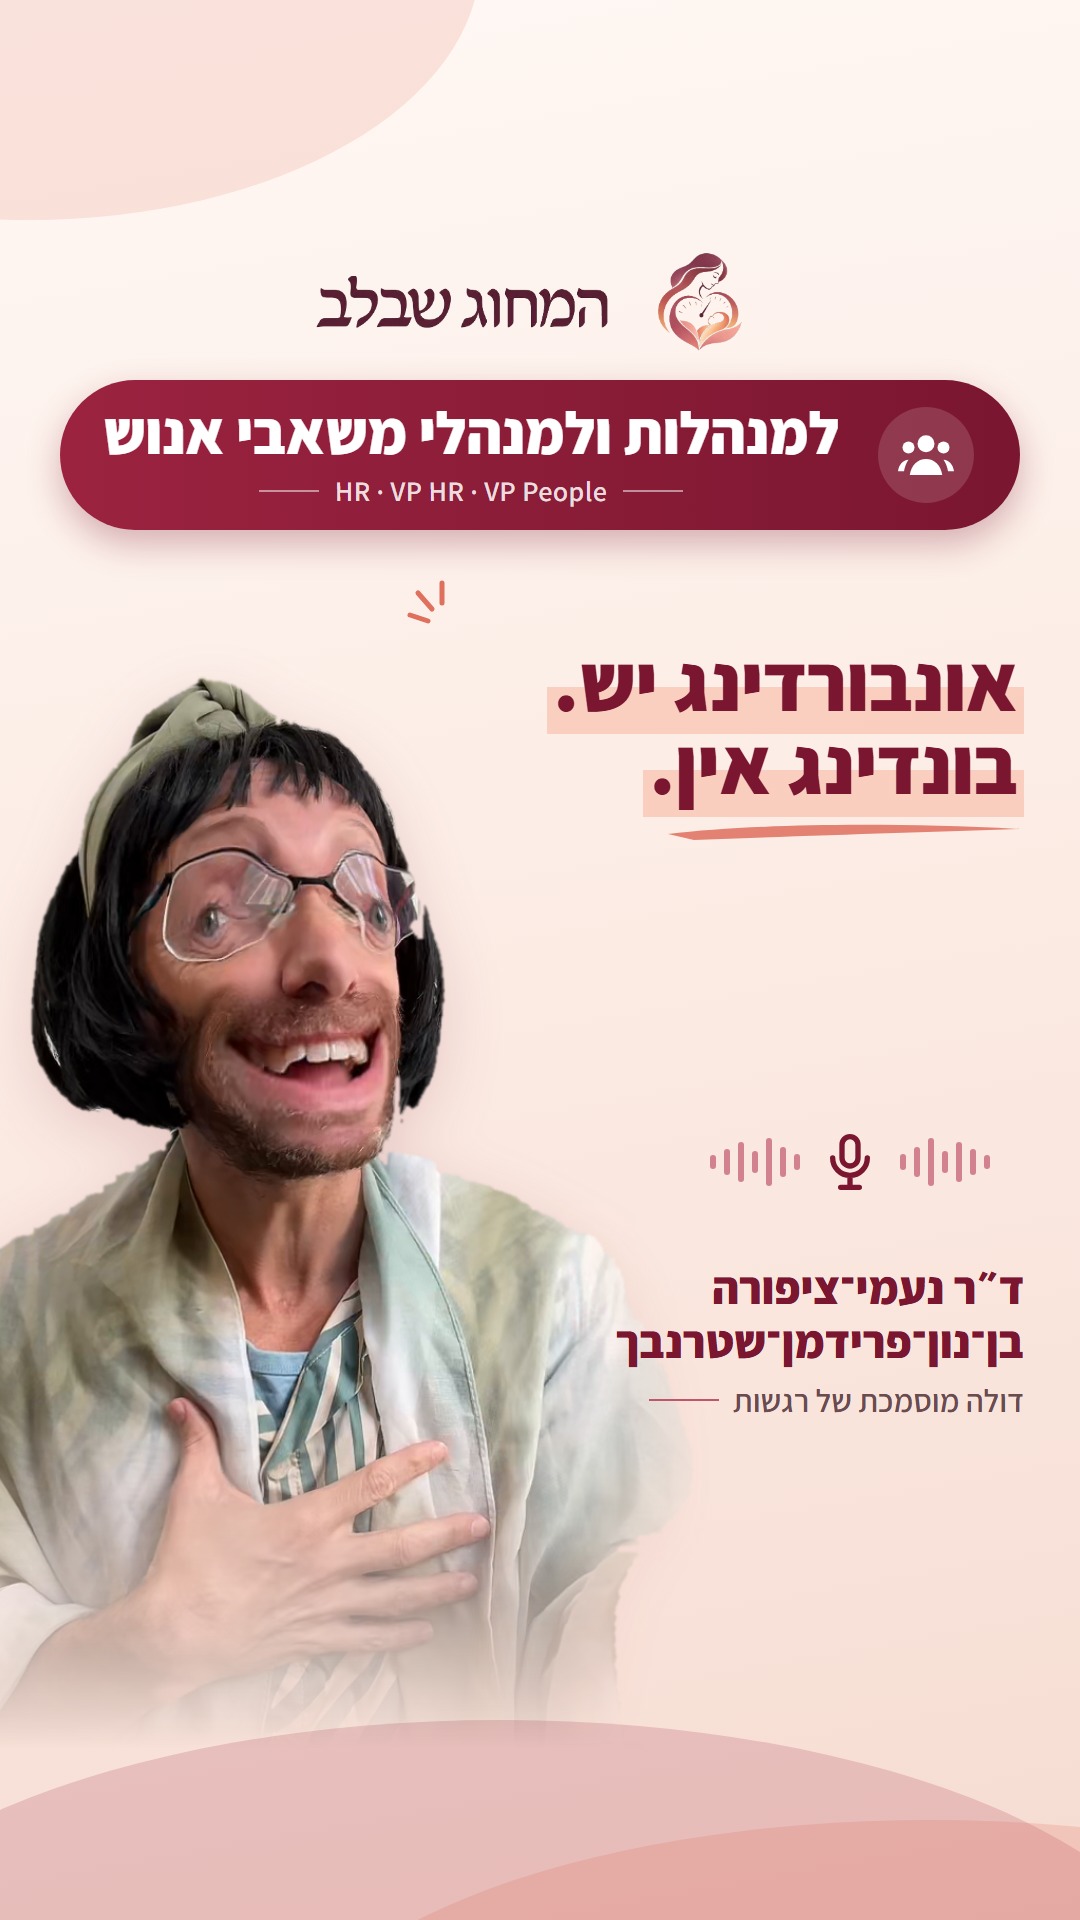 המחוג שבלב
למנהלות ולמנהלי משאבי אנוש
HR · VP HR · VP People
אונבורדינג יש.
בונדינג אין.
ד״ר נעמי־ציפורה
בן־נון־פרידמן־שטרנבך
דולה מוסמכת של רגשות